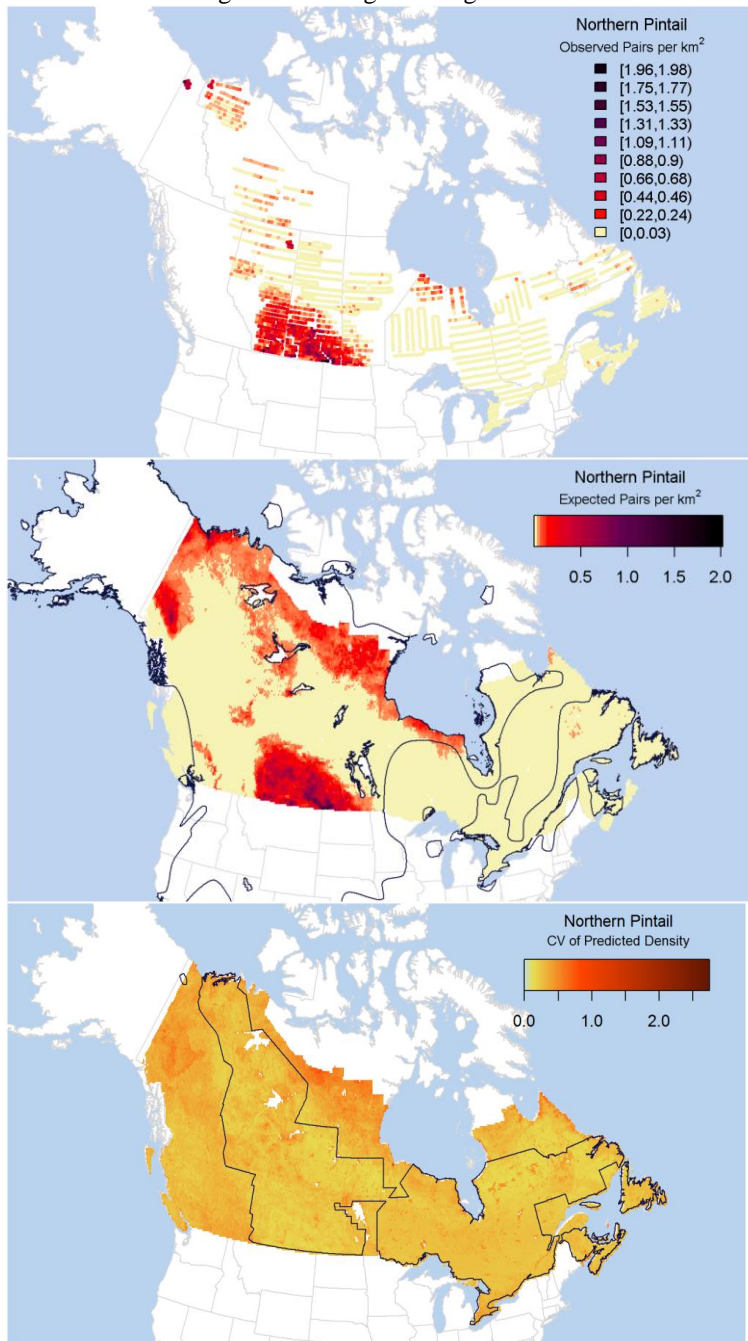 Northern Pintail
Observed Pairs per km²
[1.96,1.98)
[1.75,1.77)
[1.53,1.55)
[1.31,1.33)
[1.09,1.11)
[0.88,0.9)
[0.66,0.68)
[0.44,0.46)
[0.22,0.24)
[0,0.03)
Northern Pintail
Expected Pairs per km²
0.5 1.0 1.5 2.0
Northern Pintail
CV of Predicted Density
0.0 1.0 2.0